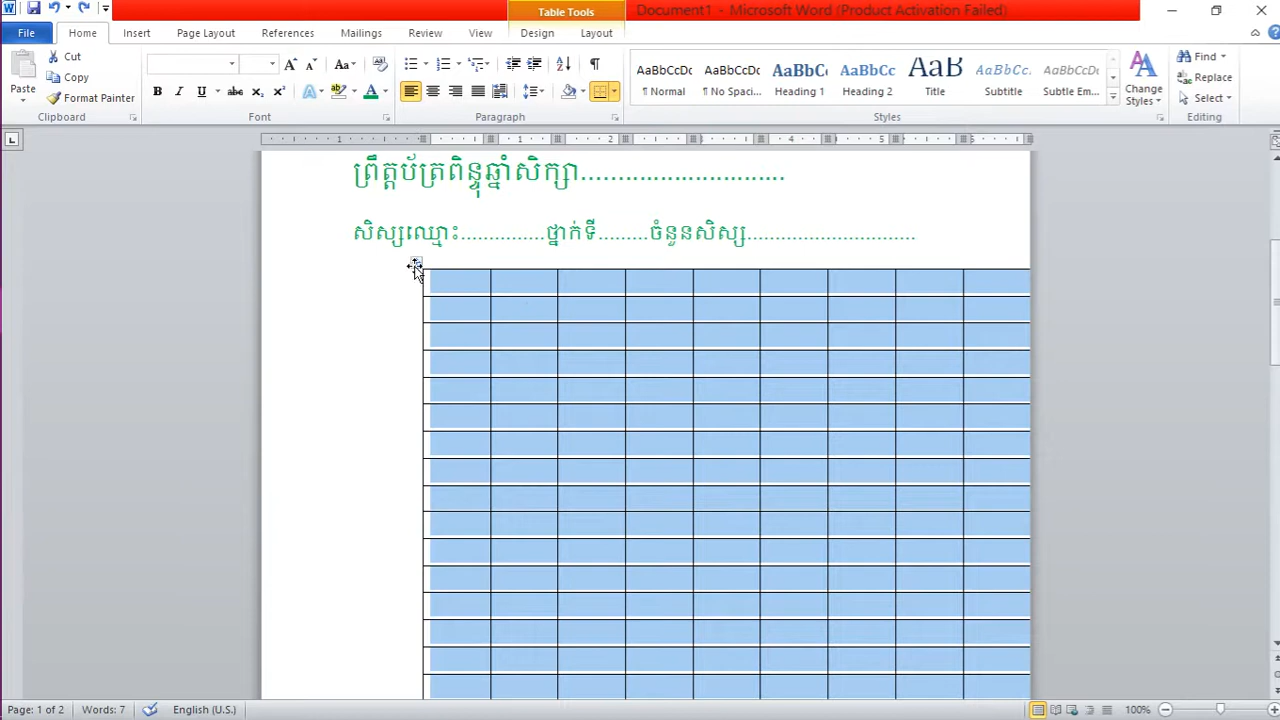 Table Tools
Document1 - Microsoft Word (Product Activation Failed)
File Home Insert Page Layout References Mailings Review View Design Layout
Paste
Cut
Copy
Format Painter
Clipboard
Font
Paragraph
AaBbCcDc ¶ Normal
AaBbCcDc ¶ No Spaci...
AaBbCc Heading 1
AaBbCc Heading 2
AaB Title
AaBbCc. Subtitle
AaBbCcDc Subtle Em...
Change Styles
Styles
Find
Replace
Select
Editing
ព្រឹត្តប័ត្រពិន្ទុឆ្នាំសិក្សា...........................
សិស្សឈ្មោះ...............ថ្នាក់ទី.........ចំនួនសិស្ស..............................
Page: 1 of 2 Words: 7 English (U.S.) 100%